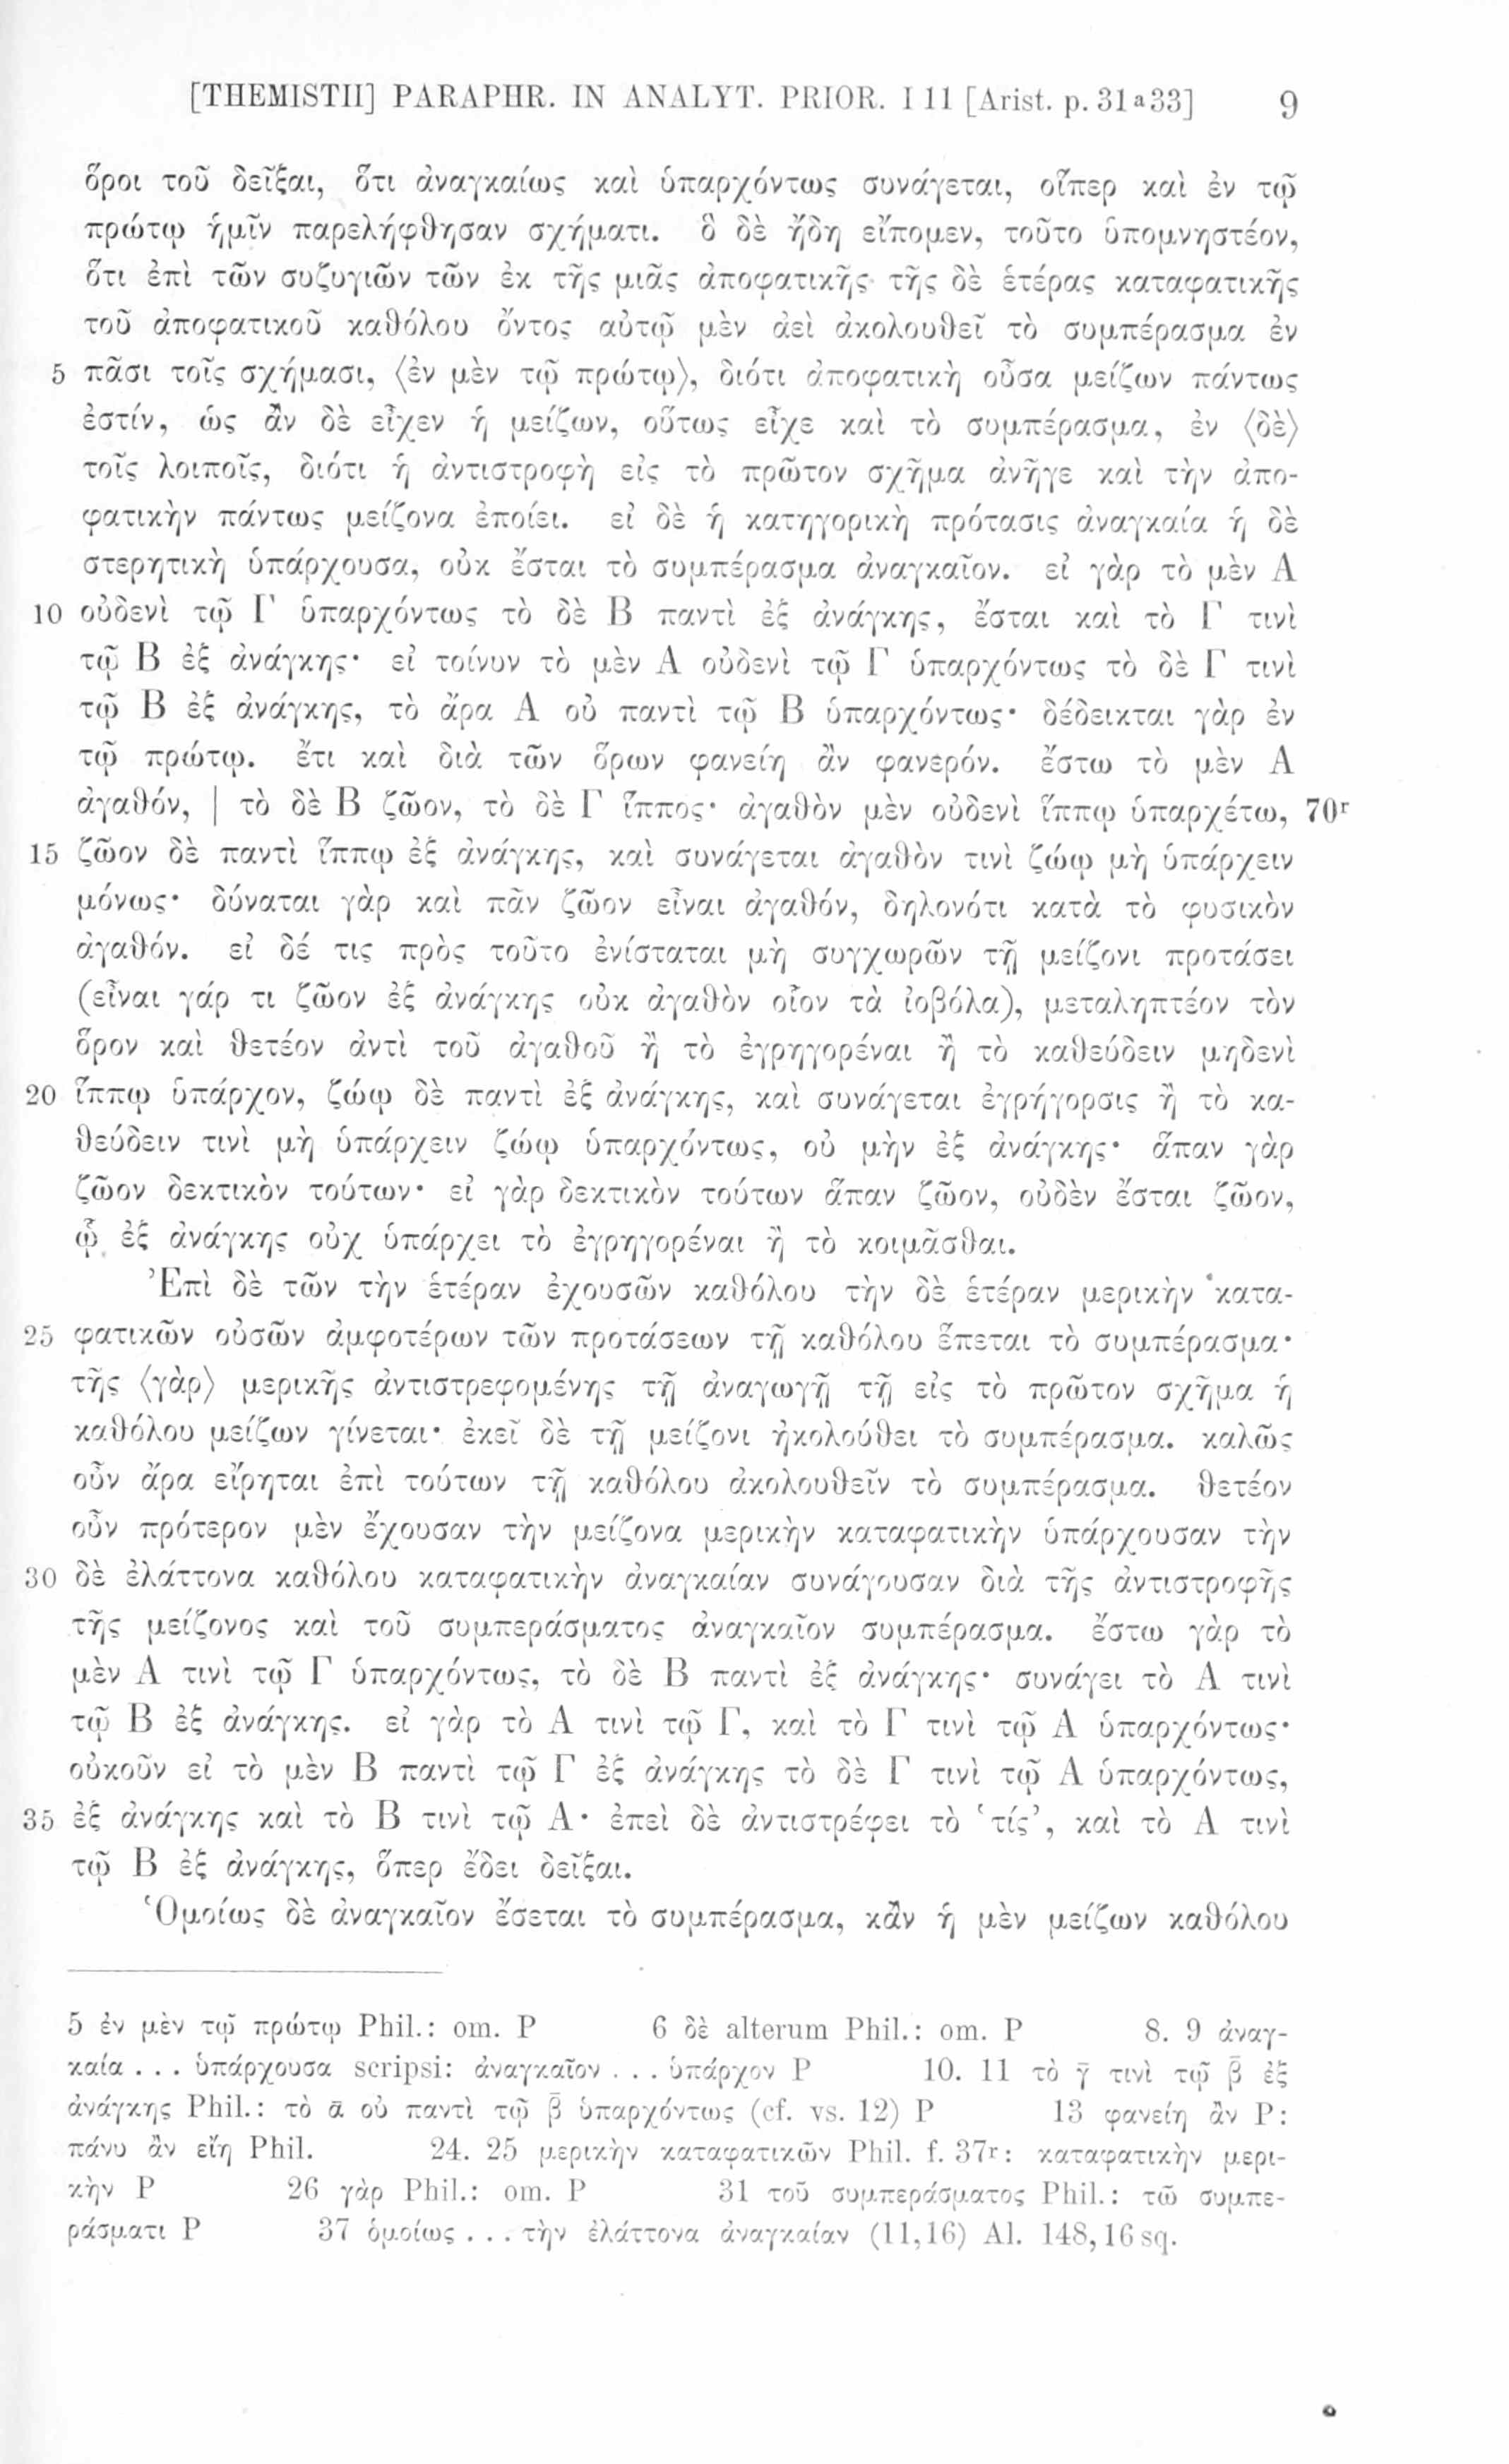 [THEMISTII] PARAPHR. IN ANALYT. PRIOR. I 11 [Arist. p. 31ᵃ33] 9
ὅροι τοῦ δεῖξαι, ὅτι ἀναγκαίως καὶ ὑπαρχόντως συνάγεται, οἵπερ καὶ ἐν τῷ
πρώτῳ ἡμῖν παρελήφθησαν σχήματι. ὃ δὲ ἤδη εἴπομεν, τοῦτο ὑπομνηστέον,
ὅτι ἐπὶ τῶν συζυγιῶν τῶν ἐκ τῆς μιᾶς ἀποφατικῆς τῆς δὲ ἑτέρας καταφατικῆς
τοῦ ἀποφατικοῦ καθόλου ὄντος αὐτῷ μὲν ἀεὶ ἀκολουθεῖ τὸ συμπέρασμα ἐν
5 πᾶσι τοῖς σχήμασι, ⟨ἐν μὲν τῷ πρώτῳ⟩, διότι ἀποφατικὴ οὖσα μείζων πάντως
ἐστίν, ὡς ἂν δὲ εἶχεν ἡ μείζων, οὕτως εἶχε καὶ τὸ συμπέρασμα, ἐν ⟨δὲ⟩
τοῖς λοιποῖς, διότι ἡ ἀντιστροφὴ εἰς τὸ πρῶτον σχῆμα ἀνῆγε καὶ τὴν ἀπο-
φατικὴν πάντως μείζονα ἐποίει. εἰ δὲ ἡ κατηγορικὴ πρότασις ἀναγκαία ἡ δὲ
στερητικὴ ὑπάρχουσα, οὐκ ἔσται τὸ συμπέρασμα ἀναγκαῖον. εἰ γὰρ τὸ μὲν Α
10 οὐδενὶ τῷ Γ ὑπαρχόντως τὸ δὲ Β παντὶ ἐξ ἀνάγκης, ἔσται καὶ τὸ Γ τινὶ
τῷ Β ἐξ ἀνάγκης· εἰ τοίνυν τὸ μὲν Α οὐδενὶ τῷ Γ ὑπαρχόντως τὸ δὲ Γ τινὶ
τῷ Β ἐξ ἀνάγκης, τὸ ἄρα Α οὐ παντὶ τῷ Β ὑπαρχόντως· δέδεικται γὰρ ἐν
τῷ πρώτῳ. ἔτι καὶ διὰ τῶν ὅρων φανείη ἂν φανερόν. ἔστω τὸ μὲν Α
ἀγαθόν, | τὸ δὲ Β ζῶον, τὸ δὲ Γ ἵππος· ἀγαθὸν μὲν οὐδενὶ ἵππῳ ὑπαρχέτω, 70ʳ
15 ζῶον δὲ παντὶ ἵππῳ ἐξ ἀνάγκης, καὶ συνάγεται ἀγαθὸν τινὶ ζώῳ μὴ ὑπάρχειν
μόνως· δύναται γὰρ καὶ πᾶν ζῶον εἶναι ἀγαθόν, δηλονότι κατὰ τὸ φυσικὸν
ἀγαθόν. εἰ δέ τις πρὸς τοῦτο ἐνίσταται μὴ συγχωρῶν τῇ μείζονι προτάσει
(εἶναι γάρ τι ζῶον ἐξ ἀνάγκης οὐκ ἀγαθὸν οἷον τὰ ἰοβόλα), μεταληπτέον τὸν
ὅρον καὶ θετέον ἀντὶ τοῦ ἀγαθοῦ ἢ τὸ ἐγρηγορέναι ἢ τὸ καθεύδειν μηδενὶ
20 ἵππῳ ὑπάρχον, ζώῳ δὲ παντὶ ἐξ ἀνάγκης, καὶ συνάγεται ἐγρήγορσις ἢ τὸ κα-
θεύδειν τινὶ μὴ ὑπάρχειν ζώῳ ὑπαρχόντως, οὐ μὴν ἐξ ἀνάγκης· ἅπαν γὰρ
ζῶον δεκτικὸν τούτων· εἰ γὰρ δεκτικὸν τούτων ἅπαν ζῶον, οὐδὲν ἔσται ζῶον,
ᾧ ἐξ ἀνάγκης οὐχ ὑπάρχει τὸ ἐγρηγορέναι ἢ τὸ κοιμᾶσθαι.
Ἐπὶ δὲ τῶν τὴν ἑτέραν ἐχουσῶν καθόλου τὴν δὲ ἑτέραν μερικὴν κατα-
25 φατικῶν οὐσῶν ἀμφοτέρων τῶν προτάσεων τῇ καθόλου ἕπεται τὸ συμπέρασμα·
τῆς ⟨γὰρ⟩ μερικῆς ἀντιστρεφομένης τῇ ἀναγωγῇ τῇ εἰς τὸ πρῶτον σχῆμα ἡ
καθόλου μείζων γίνεται· ἐκεῖ δὲ τῇ μείζονι ἠκολούθει τὸ συμπέρασμα. καλῶς
οὖν ἄρα εἴρηται ἐπὶ τούτων τῇ καθόλου ἀκολουθεῖν τὸ συμπέρασμα. θετέον
οὖν πρότερον μὲν ἔχουσαν τὴν μείζονα μερικὴν καταφατικὴν ὑπάρχουσαν τὴν
30 δὲ ἐλάττονα καθόλου καταφατικὴν ἀναγκαίαν συνάγουσαν διὰ τῆς ἀντιστροφῆς
τῆς μείζονος καὶ τοῦ συμπεράσματος ἀναγκαῖον συμπέρασμα. ἔστω γὰρ τὸ
μὲν Α τινὶ τῷ Γ ὑπαρχόντως, τὸ δὲ Β παντὶ ἐξ ἀνάγκης· συνάγει τὸ Α τινὶ
τῷ Β ἐξ ἀνάγκης. εἰ γὰρ τὸ Α τινὶ τῷ Γ, καὶ τὸ Γ τινὶ τῷ Α ὑπαρχόντως·
οὐκοῦν εἰ τὸ μὲν Β παντὶ τῷ Γ ἐξ ἀνάγκης τὸ δὲ Γ τινὶ τῷ Α ὑπαρχόντως,
35 ἐξ ἀνάγκης καὶ τὸ Β τινὶ τῷ Α· ἐπεὶ δὲ ἀντιστρέφει τὸ ‘τίς’, καὶ τὸ Α τινὶ
τῷ Β ἐξ ἀνάγκης, ὅπερ ἔδει δεῖξαι.
Ὁμοίως δὲ ἀναγκαῖον ἔσεται τὸ συμπέρασμα, κἂν ἡ μὲν μείζων καθόλου
5 ἐν μὲν τῷ πρώτῳ Phil.: om. P 6 δὲ alterum Phil.: om. P 8. 9 ἀναγ-
καία . . . ὑπάρχουσα scripsi: ἀναγκαῖον . . . ὑπάρχον P 10. 11 τὸ γ̄ τινὶ τῷ β̄ ἐξ
ἀνάγκης Phil.: τὸ ᾱ οὐ παντὶ τῷ β̄ ὑπαρχόντως (cf. vs. 12) P 13 φανείη ἂν P:
πάνυ ἂν εἴη Phil. 24. 25 μερικὴν καταφατικῶν Phil. f. 37ʳ: καταφατικὴν μερι-
κὴν P 26 γὰρ Phil.: om. P 31 τοῦ συμπεράσματος Phil.: τῶ συμπε-
ράσματι P 37 ὁμοίως . . . τὴν ἐλάττονα ἀναγκαίαν (11,16) Al. 148, 16 sq.